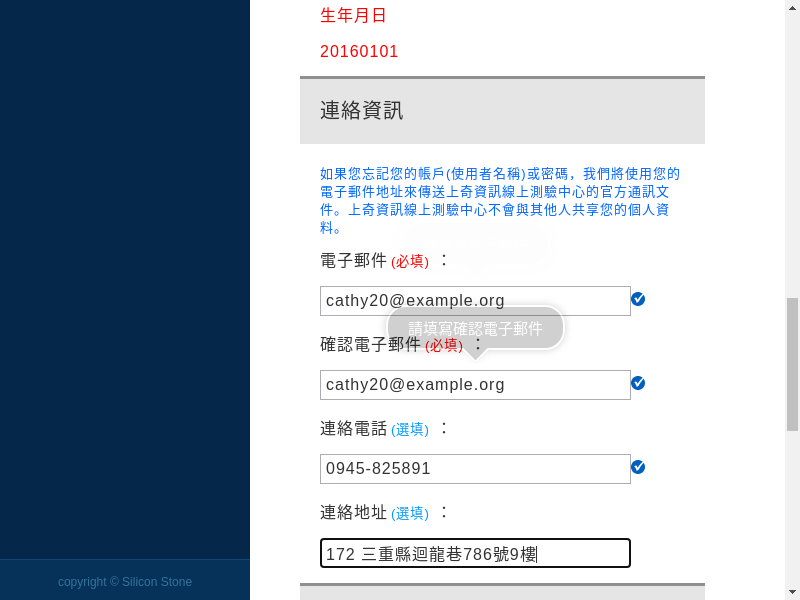 生年月日
20160101
連絡資訊
如果您忘記您的帳戶(使用者名稱)或密碼，我們將使用您的
電子郵件地址來傳送上奇資訊線上測驗中心的官方通訊文
件。上奇資訊線上測驗中心不會與其他人共享您的個人資
料。
電子郵件 (必填) ：
cathy20@example.org
請填寫確認電子郵件
確認電子郵件 (必填) ：
cathy20@example.org
連絡電話 (選填) ：
0945-825891
連絡地址 (選填) ：
172 三重縣迴龍巷786號9樓
copyright © Silicon Stone